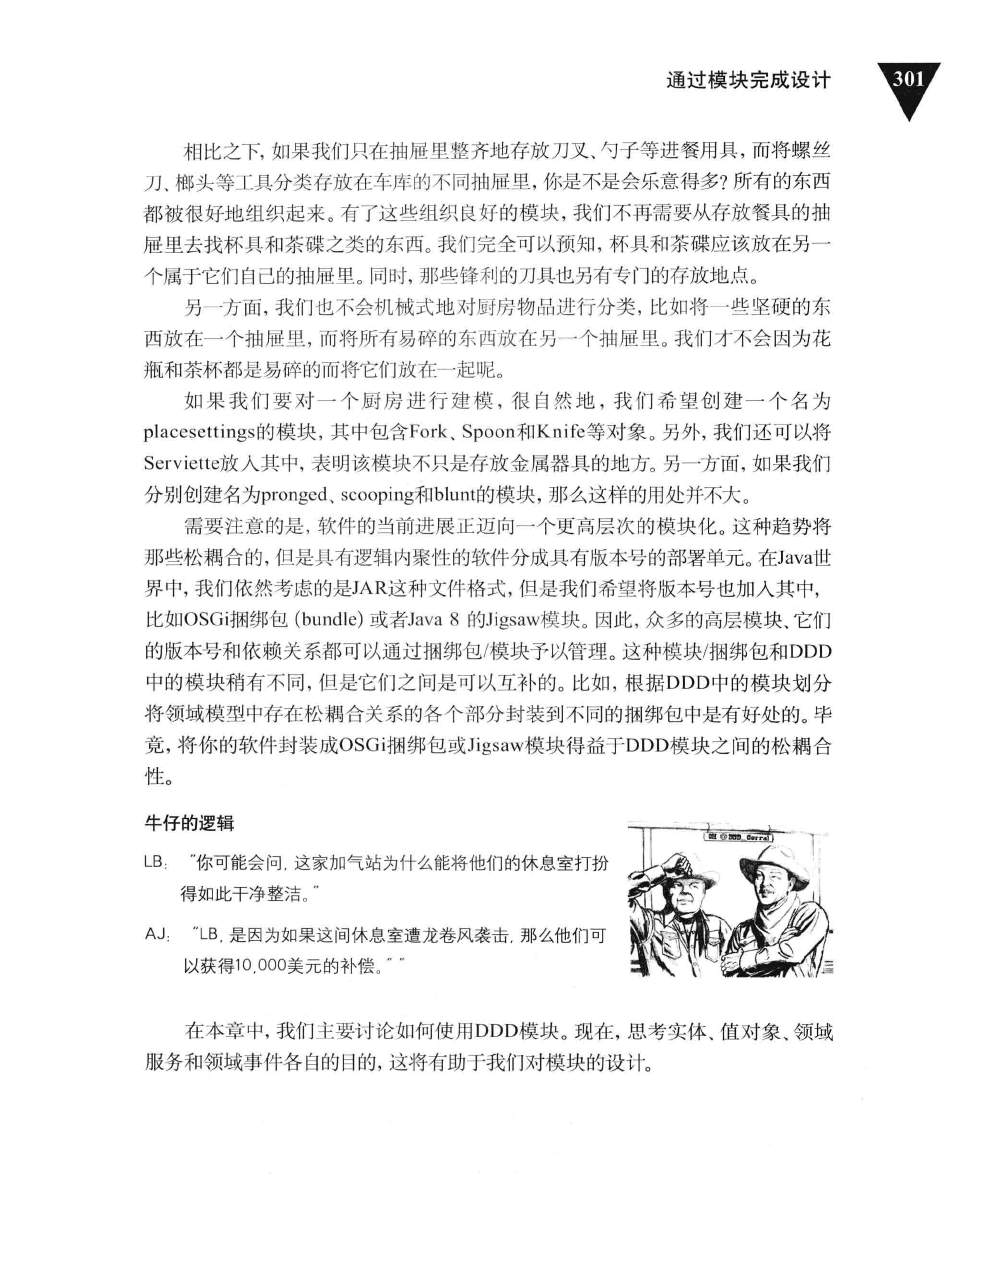 通过模块完成设计
301
相比之下，如果我们只在抽屉里整齐地存放刀叉、勺子等进餐用具，而将螺丝
刀、榔头等工具分类存放在车库的不同抽屉里，你是不是会乐意得多？所有的东西
都被很好地组织起来。有了这些组织良好的模块，我们不再需要从存放餐具的抽
屉里去找杯具和茶碟之类的东西。我们完全可以预知，杯具和茶碟应该放在另一
个属于它们自己的抽屉里。同时，那些锋利的刀具也另有专门的存放地点。
另一方面，我们也不会机械式地对厨房物品进行分类，比如将一些坚硬的东
西放在一个抽屉里，而将所有易碎的东西放在另一个抽屉里。我们才不会因为花
瓶和茶杯都是易碎的而将它们放在一起呢。
如果我们要对一个厨房进行建模，很自然地，我们希望创建一个名为
placesettings的模块，其中包含Fork、Spoon和Knife等对象。另外，我们还可以将
Serviette放入其中，表明该模块不只是存放金属器具的地方。另一方面，如果我们
分别创建名为pronged、scooping和blunt的模块，那么这样的用处并不大。
需要注意的是，软件的当前进展正迈向一个更高层次的模块化。这种趋势将
那些松耦合的，但是具有逻辑内聚性的软件分成具有版本号的部署单元。在Java世
界中，我们依然考虑的是JAR这种文件格式，但是我们希望将版本号也加入其中，
比如OSGi捆绑包（bundle）或者Java 8 的Jigsaw模块。因此，众多的高层模块、它们
的版本号和依赖关系都可以通过捆绑包/模块予以管理。这种模块/捆绑包和DDD
中的模块稍有不同，但是它们之间是可以互补的。比如，根据DDD中的模块划分
将领域模型中存在松耦合关系的各个部分封装到不同的捆绑包中是有好处的。毕
竟，将你的软件封装成OSGi捆绑包或Jigsaw模块得益于DDD模块之间的松耦合
性。
牛仔的逻辑
LB： “你可能会问，这家加气站为什么能将他们的休息室打扮
得如此干净整洁。”
AJ： “LB，是因为如果这间休息室遭龙卷风袭击，那么他们可
以获得10,000美元的补偿。””
在本章中，我们主要讨论如何使用DDD模块。现在，思考实体、值对象、领域
服务和领域事件各自的目的，这将有助于我们对模块的设计。